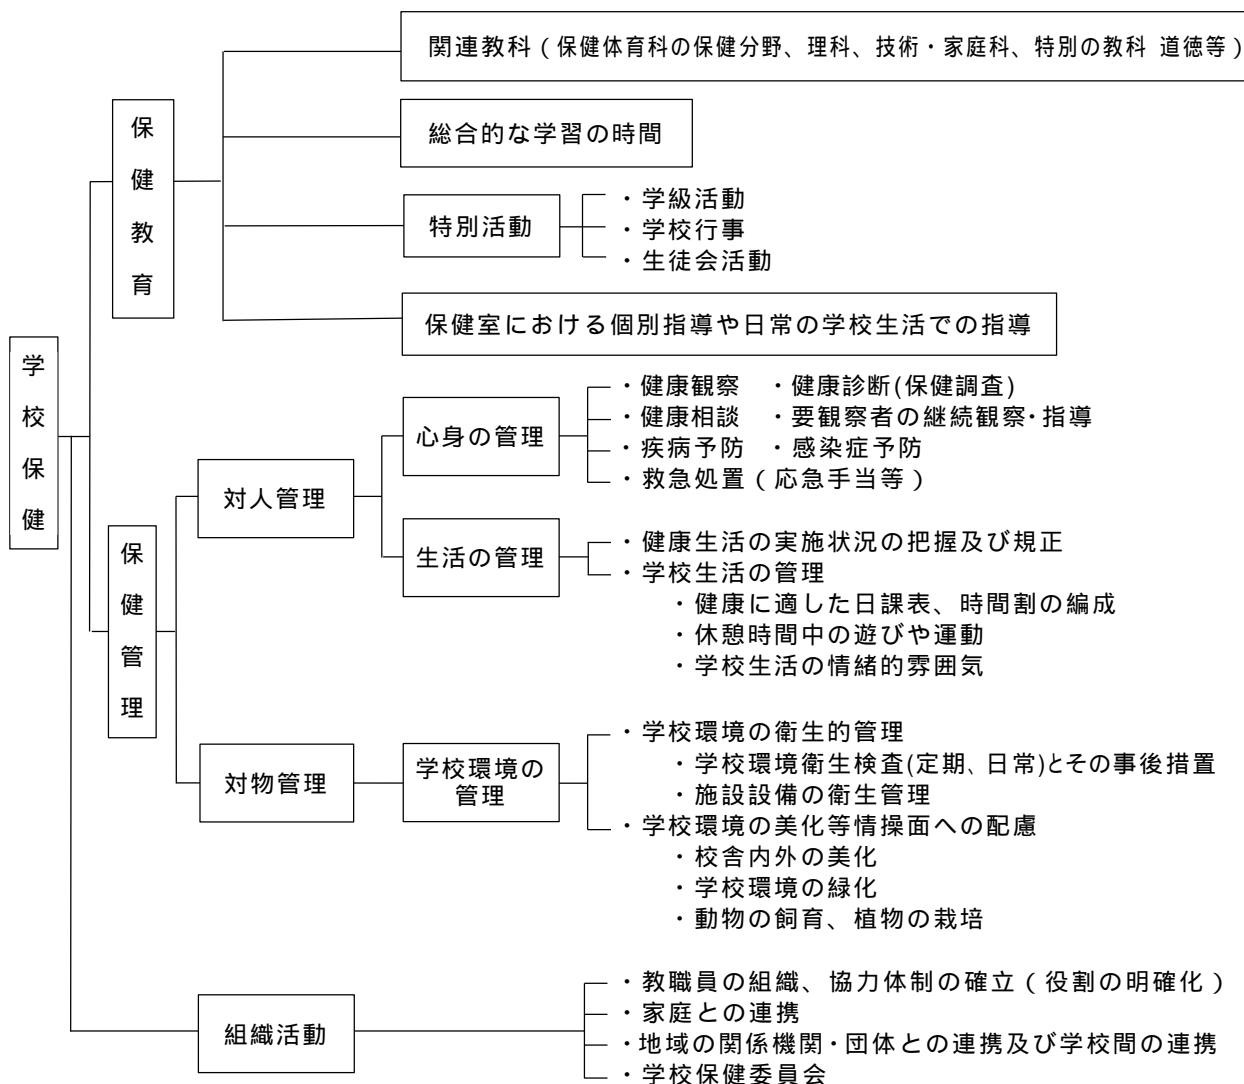 学校保健
保健教育
関連教科(保健体育科の保健分野、理科、技術・家庭科、特別の教科 道徳等)
総合的な学習の時間
特別活動
・学級活動
・学校行事
・生徒会活動
保健室における個別指導や日常の学校生活での指導
保健管理
対人管理
心身の管理
・健康観察 ・健康診断(保健調査)
・健康相談 ・要観察者の継続観察・指導
・疾病予防 ・感染症予防
・救急処置(応急手当等)
生活の管理
・健康生活の実施状況の把握及び規正
・学校生活の管理
・健康に適した日課表、時間割の編成
・休憩時間中の遊びや運動
・学校生活の情緒的雰囲気
対物管理
学校環境の
管理
・学校環境の衛生的管理
・学校環境衛生検査(定期、日常)とその事後措置
・施設設備の衛生管理
・学校環境の美化等情操面への配慮
・校舎内外の美化
・学校環境の緑化
・動物の飼育、植物の栽培
組織活動
・教職員の組織、協力体制の確立(役割の明確化)
・家庭との連携
・地域の関係機関・団体との連携及び学校間の連携
・学校保健委員会